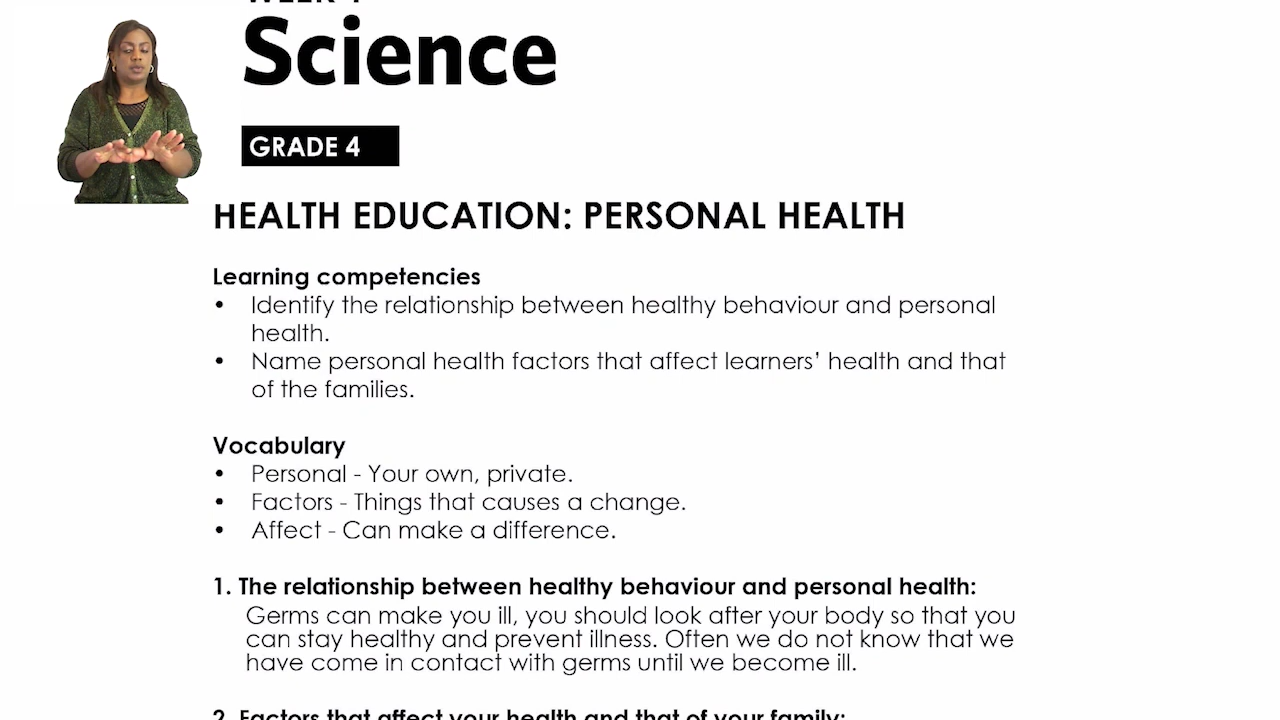 Science
GRADE 4
HEALTH EDUCATION: PERSONAL HEALTH
Learning competencies
• Identify the relationship between healthy behaviour and personal
health.
• Name personal health factors that affect learners’ health and that
of the families.
Vocabulary
• Personal - Your own, private.
• Factors - Things that causes a change.
• Affect - Can make a difference.
1. The relationship between healthy behaviour and personal health:
Germs can make you ill, you should look after your body so that you
can stay healthy and prevent illness. Often we do not know that we
have come in contact with germs until we become ill.
2. Factors that affect your health and that of your family: